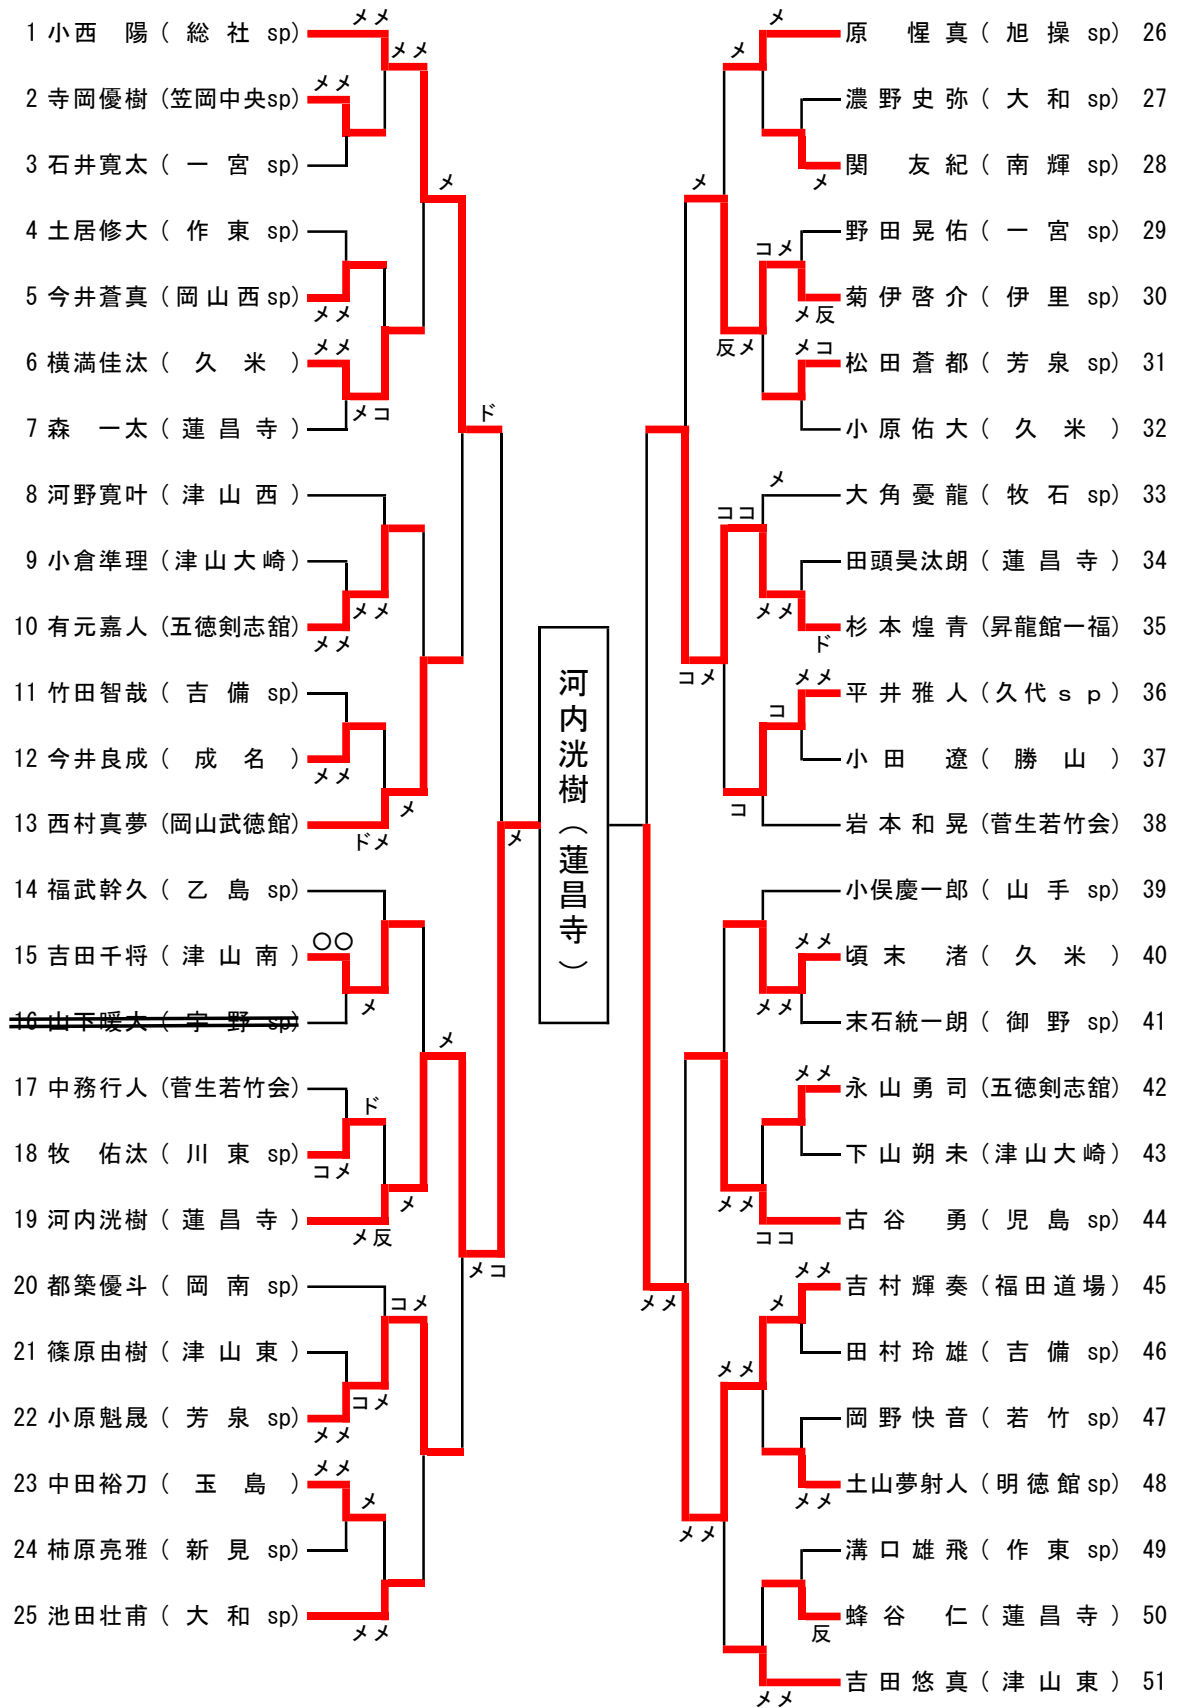 メメ
1 小西　陽 ( 総　社 sp)
メメ
メメ
2 寺岡優樹 (笠岡中央sp)
3 石井寛太 ( 一　宮 sp)
メ
4 土居修大 ( 作　東 sp)
5 今井蒼真 (岡山西sp)
メメ
メメ
6 横満佳汰 ( 久　米 )
メコ
7 森　一太 ( 蓮昌寺 )
ド
8 河野寛叶 ( 津山西 )
9 小倉準理 (津山大崎)
メメ
10 有元嘉人 (五徳剣志舘)
メメ
11 竹田智哉 ( 吉　備 sp)
12 今井良成 ( 成　名 )
メメ
メ
13 西村真夢 (岡山武徳館)
ドメ
メ
14 福武幹久 ( 乙　島 sp)
〇〇
15 吉田千将 ( 津山南 )
メ
16 山下暖大 ( 宇　野 sp)
メ
17 中務行人 (菅生若竹会)
ド
18 牧　佑汰 ( 川　東 sp)
コメ
メ
19 河内洸樹 ( 蓮昌寺 )
メ反
メコ
20 都築優斗 ( 岡　南 sp)
コメ
21 篠原由樹 ( 津山東 )
コメ
22 小原魁晟 ( 芳　泉 sp)
メメ
メメ
23 中田裕刀 ( 玉　島 )
メ
24 柿原亮雅 ( 新　見 sp)
25 池田壮甫 ( 大　和 sp)
メメ
河内洸樹（蓮昌寺）
メ
原　惺真 ( 旭　操 sp) 26
メ
濃野史弥 ( 大　和 sp) 27
関　友紀 ( 南　輝 sp) 28
メ
メ
野田晃佑 ( 一　宮 sp) 29
コメ
菊伊啓介 ( 伊　里 sp) 30
メ反
反メ
メコ
松田蒼都 ( 芳　泉 sp) 31
小原佑大 ( 久　米 ) 32
メ
大角憂龍 ( 牧　石 sp) 33
ココ
田頭昊汰朗 ( 蓮昌寺 ) 34
メメ
杉本煌青 (昇龍館一福) 35
ド
コメ
メメ
平井雅人 (久代ｓｐ) 36
コ
小田　遼 ( 勝　山 ) 37
コ
岩本和晃 (菅生若竹会) 38
小俣慶一郎 ( 山　手 sp) 39
メメ
頃末　渚 ( 久　米 ) 40
メメ
末石統一朗 ( 御　野 sp) 41
メメ
永山勇司 (五徳剣志舘) 42
下山朔未 (津山大崎) 43
メメ
古谷　勇 ( 児　島 sp) 44
ココ
メメ
吉村輝奏 (福田道場) 45
メメ
メ
田村玲雄 ( 吉　備 sp) 46
メメ
岡野快音 ( 若　竹 sp) 47
土山夢射人 (明徳館sp) 48
メメ
メメ
溝口雄飛 ( 作　東 sp) 49
蜂谷　仁 ( 蓮昌寺 ) 50
反
吉田悠真 ( 津山東 ) 51
メメ